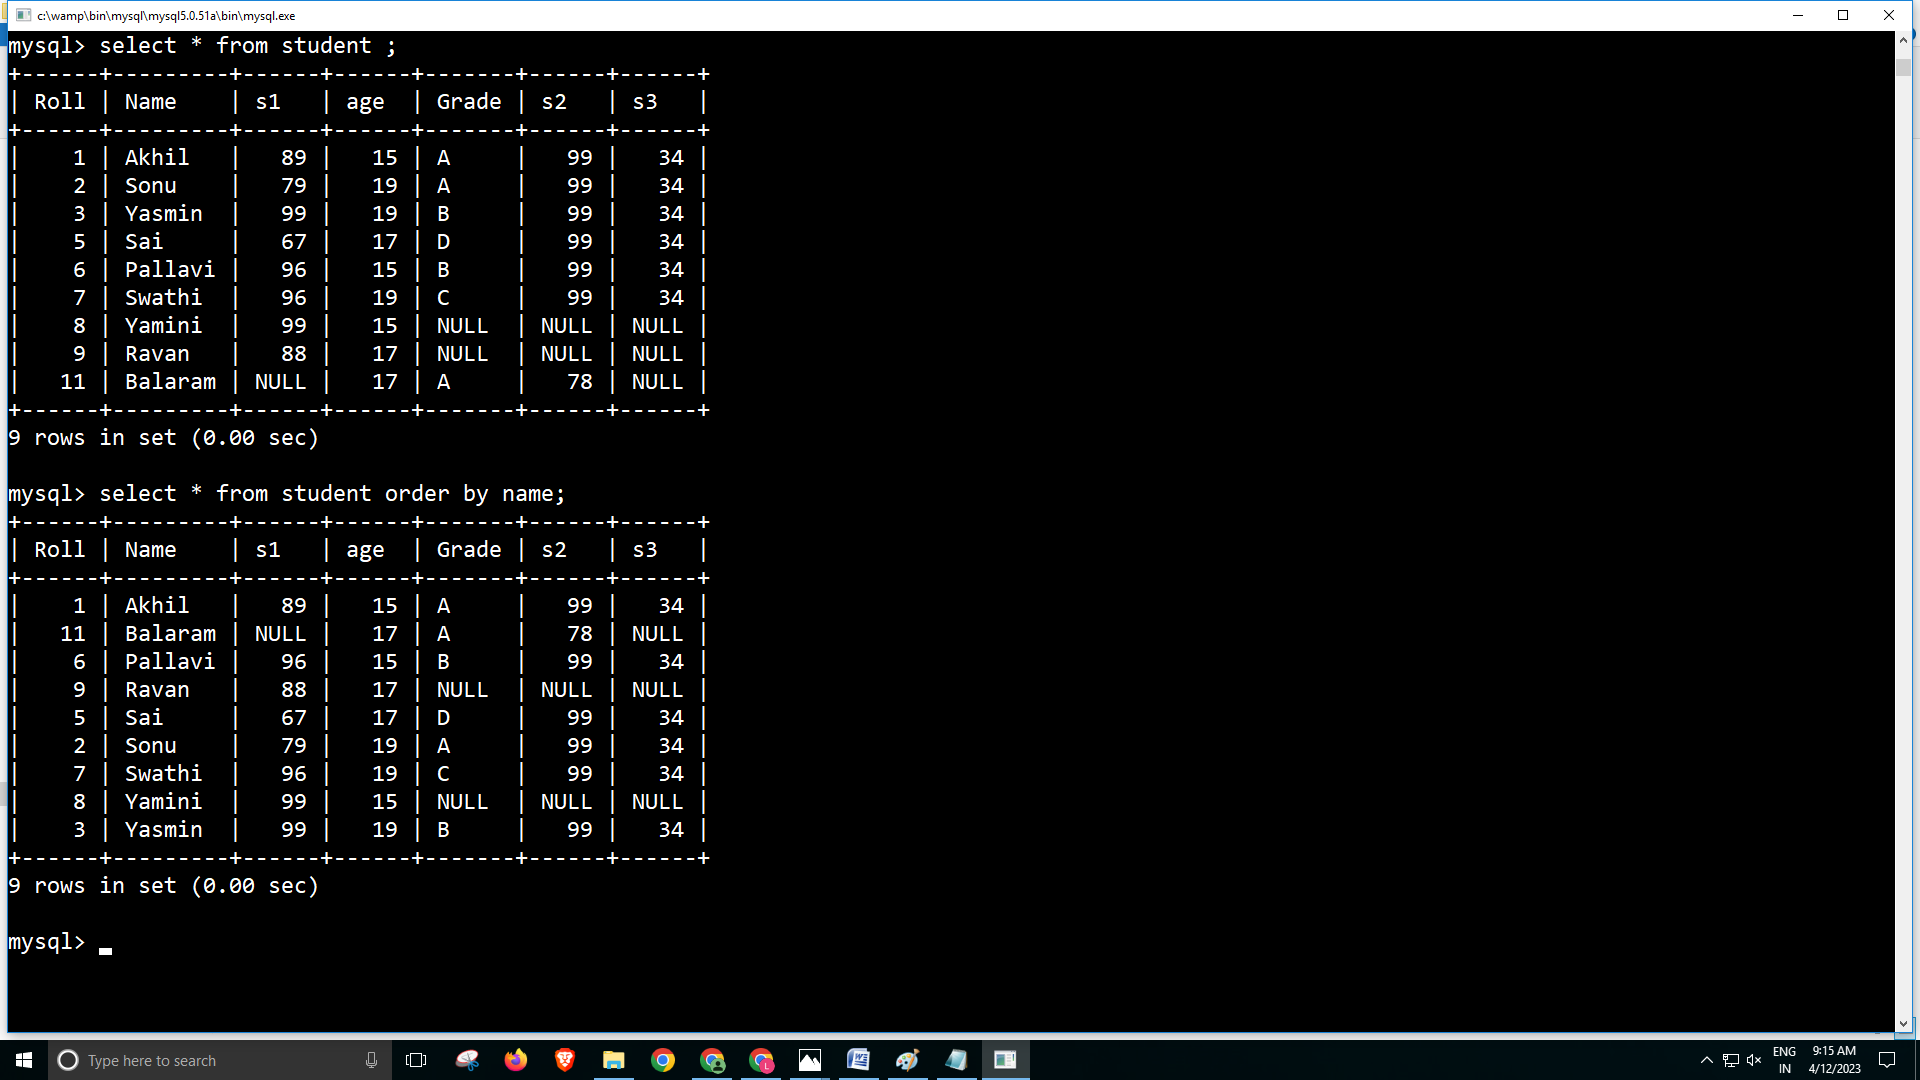 c:\wamp\bin\mysql\mysql5.0.51a\bin\mysql.exe
mysql> select * from student ;
+------+---------+------+------+-------+------+------+
| Roll | Name    | s1   | age  | Grade | s2   | s3   |
+------+---------+------+------+-------+------+------+
|    1 | Akhil   |   89 |   15 | A     |   99 |   34 |
|    2 | Sonu    |   79 |   19 | A     |   99 |   34 |
|    3 | Yasmin  |   99 |   19 | B     |   99 |   34 |
|    5 | Sai     |   67 |   17 | D     |   99 |   34 |
|    6 | Pallavi |   96 |   15 | B     |   99 |   34 |
|    7 | Swathi  |   96 |   19 | C     |   99 |   34 |
|    8 | Yamini  |   99 |   15 | NULL  | NULL | NULL |
|    9 | Ravan   |   88 |   17 | NULL  | NULL | NULL |
|   11 | Balaram | NULL |   17 | A     |   78 | NULL |
+------+---------+------+------+-------+------+------+
9 rows in set (0.00 sec)
mysql> select * from student order by name;
+------+---------+------+------+-------+------+------+
| Roll | Name    | s1   | age  | Grade | s2   | s3   |
+------+---------+------+------+-------+------+------+
|    1 | Akhil   |   89 |   15 | A     |   99 |   34 |
|   11 | Balaram | NULL |   17 | A     |   78 | NULL |
|    6 | Pallavi |   96 |   15 | B     |   99 |   34 |
|    9 | Ravan   |   88 |   17 | NULL  | NULL | NULL |
|    5 | Sai     |   67 |   17 | D     |   99 |   34 |
|    2 | Sonu    |   79 |   19 | A     |   99 |   34 |
|    7 | Swathi  |   96 |   19 | C     |   99 |   34 |
|    8 | Yamini  |   99 |   15 | NULL  | NULL | NULL |
|    3 | Yasmin  |   99 |   19 | B     |   99 |   34 |
+------+---------+------+------+-------+------+------+
9 rows in set (0.00 sec)
mysql>
Type here to search
ENG
IN
9:15 AM
4/12/2023